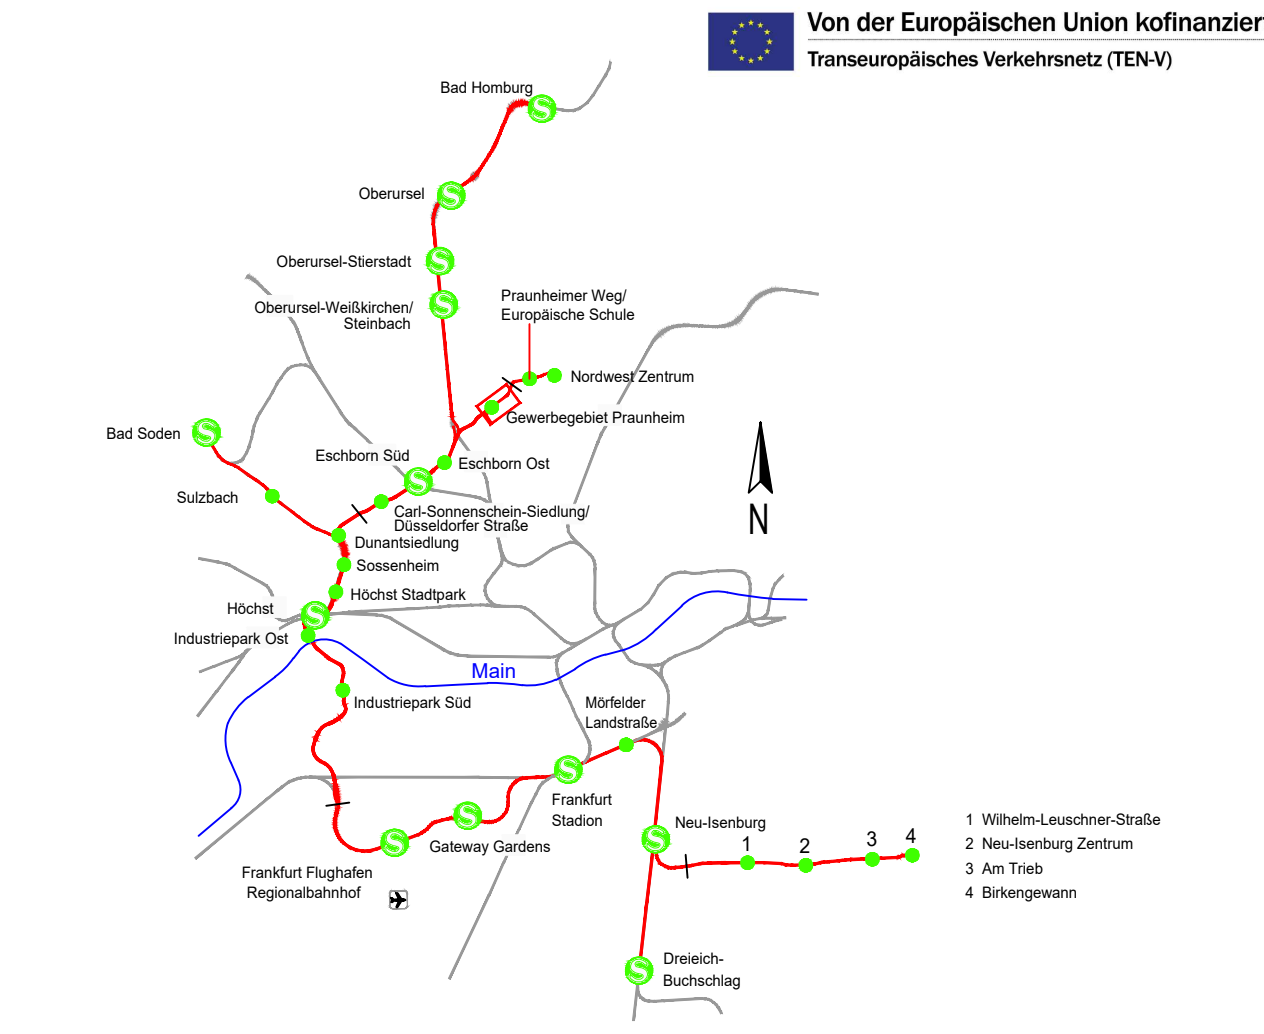 Von der Europäischen Union kofinanziert
Transeuropäisches Verkehrsnetz (TEN-V)
Bad Homburg
S
Oberursel
S
Oberursel-Stierstadt
S
Oberursel-Weißkirchen/
Steinbach
S
Praunheimer Weg/
Europäische Schule
Nordwest Zentrum
Gewerbegebiet Praunheim
Bad Soden
S
Eschborn Süd
S
Eschborn Ost
Sulzbach
Carl-Sonnenschein-Siedlung/
Düsseldorfer Straße
N
Dunantsiedlung
Sossenheim
Höchst Stadtpark
Höchst
S
Industriepark Ost
Main
Industriepark Süd
Mörfelder
Landstraße
S
Frankfurt
Stadion
S
Gateway Gardens
S
Frankfurt Flughafen
Regionalbahnhof
Neu-Isenburg
S
1
2
3
4
1 Wilhelm-Leuschner-Straße
2 Neu-Isenburg Zentrum
3 Am Trieb
4 Birkengewann
S
Dreieich-
Buchschlag